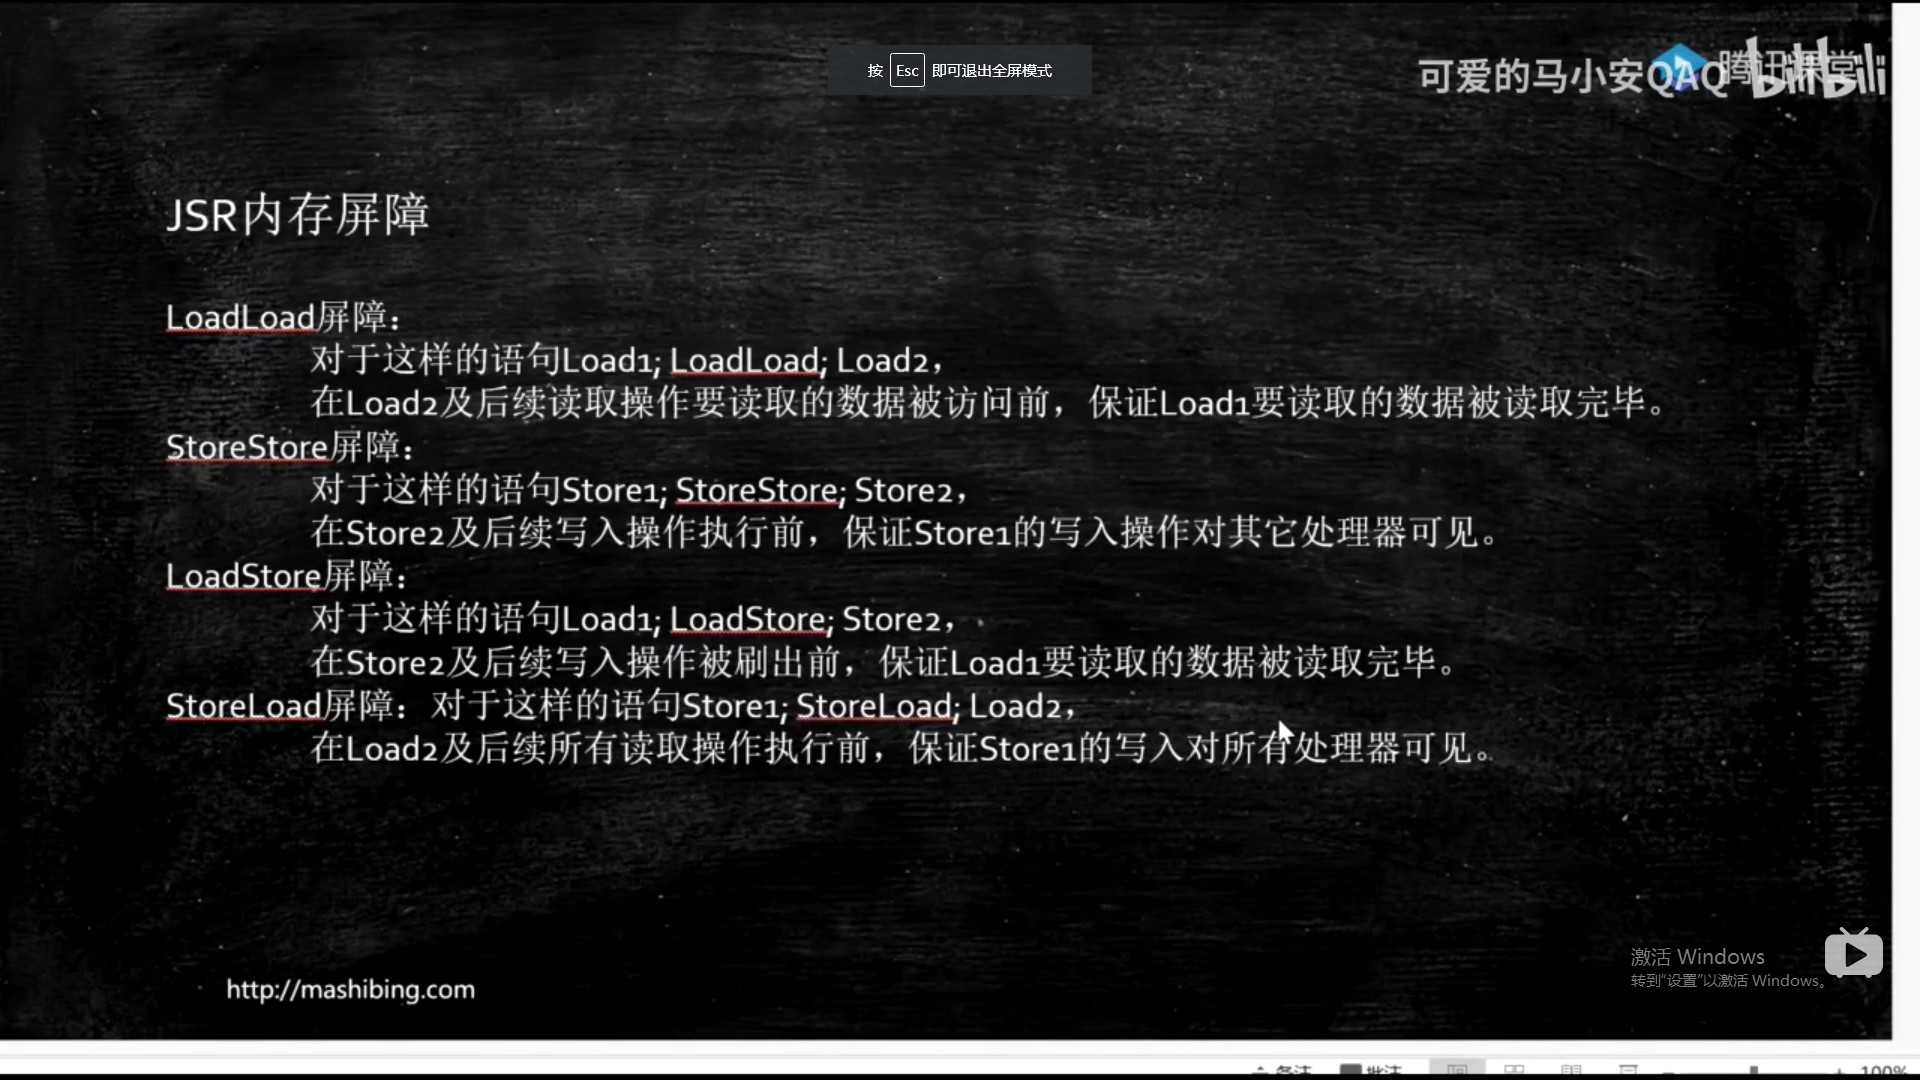 按 Esc 即可退出全屏模式
可爱的马小安QAQ
bilibili
JSR内存屏障
LoadLoad屏障：
对于这样的语句Load1; LoadLoad; Load2，
在Load2及后续读取操作要读取的数据被访问前，保证Load1要读取的数据被读取完毕。
StoreStore屏障：
对于这样的语句Store1; StoreStore; Store2，
在Store2及后续写入操作执行前，保证Store1的写入操作对其它处理器可见。
LoadStore屏障：
对于这样的语句Load1; LoadStore; Store2，
在Store2及后续写入操作被刷出前，保证Load1要读取的数据被读取完毕。
StoreLoad屏障：对于这样的语句Store1; StoreLoad; Load2，
在Load2及后续所有读取操作执行前，保证Store1的写入对所有处理器可见。
激活 Windows
转到“设置”以激活 Windows。
http://mashibing.com
备注 批注 100%